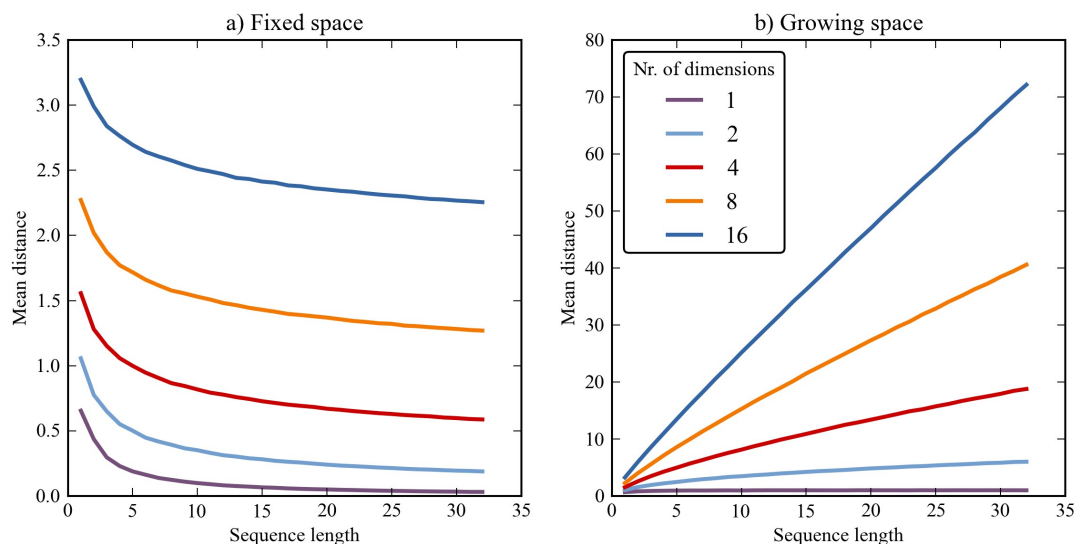 a) Fixed space
3.5
3.0
2.5
2.0
1.5
1.0
0.5
0.0
Mean distance
0 5 10 15 20 25 30 35
Sequence length
b) Growing space
80
70
60
50
40
30
20
10
0
Mean distance
Nr. of dimensions
1
2
4
8
16
0 5 10 15 20 25 30 35
Sequence length